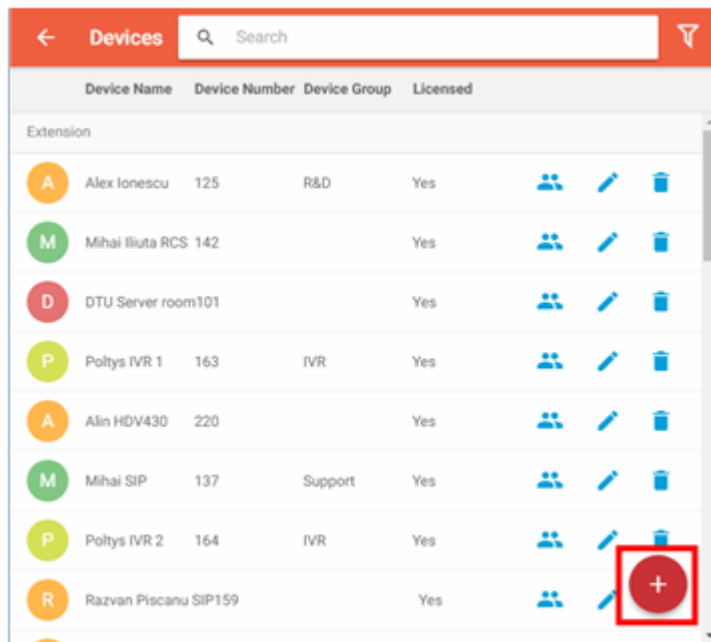 Devices Search
Device Name Device Number Device Group Licensed
Extension
A Alex Ionescu 125 R&D Yes
M Mihai Iliuta RCS 142 Yes
D DTU Server room101 Yes
P Poltys IVR 1 163 IVR Yes
A Alin HDV430 220 Yes
M Mihai SIP 137 Support Yes
P Poltys IVR 2 164 IVR Yes
R Razvan Piscanu SIP159 Yes